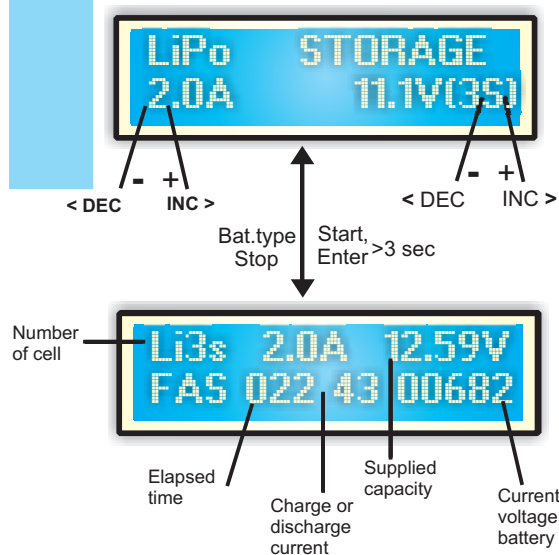 LiPo STORAGE
2.0A 11.1V(3S)
- +
- +
< DEC INC >
< DEC INC >
Bat.type Start,
Stop Enter >3 sec
Number
of cell
Li3s 2.0A 12.59V
FAS 022 43 00682
Elapsed
time
Charge or
discharge
current
Supplied
capacity
Current
voltage
battery